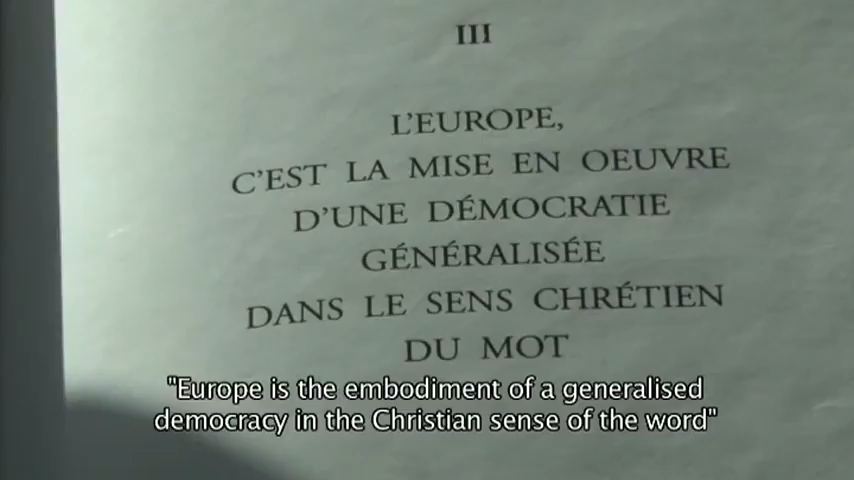 III
L'EUROPE,
C'EST LA MISE EN OEUVRE
D'UNE DÉMOCRATIE
GÉNÉRALISÉE
DANS LE SENS CHRÉTIEN
DU MOT
"Europe is the embodiment of a generalised
democracy in the Christian sense of the word"